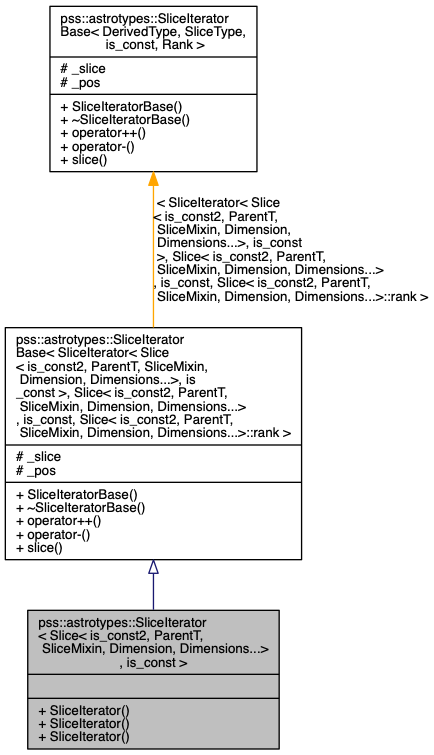 pss::astrotypes::SliceIterator
Base< DerivedType, SliceType,
is_const, Rank >
# _slice
# _pos
+ SliceIteratorBase()
+ ~SliceIteratorBase()
+ operator++()
+ operator-()
+ slice()
< SliceIterator< Slice
< is_const2, ParentT,
SliceMixin, Dimension,
Dimensions...>, is_const
>, Slice< is_const2, ParentT,
SliceMixin, Dimension, Dimensions...>
, is_const, Slice< is_const2, ParentT,
SliceMixin, Dimension, Dimensions...>::rank >
pss::astrotypes::SliceIterator
Base< SliceIterator< Slice
< is_const2, ParentT, SliceMixin,
Dimension, Dimensions...>, is
_const >, Slice< is_const2, ParentT,
SliceMixin, Dimension, Dimensions...>
, is_const, Slice< is_const2, ParentT,
SliceMixin, Dimension, Dimensions...>::rank >
# _slice
# _pos
+ SliceIteratorBase()
+ ~SliceIteratorBase()
+ operator++()
+ operator-()
+ slice()
pss::astrotypes::SliceIterator
< Slice< is_const2, ParentT,
SliceMixin, Dimension, Dimensions...>
, is_const >
+ SliceIterator()
+ SliceIterator()
+ SliceIterator()